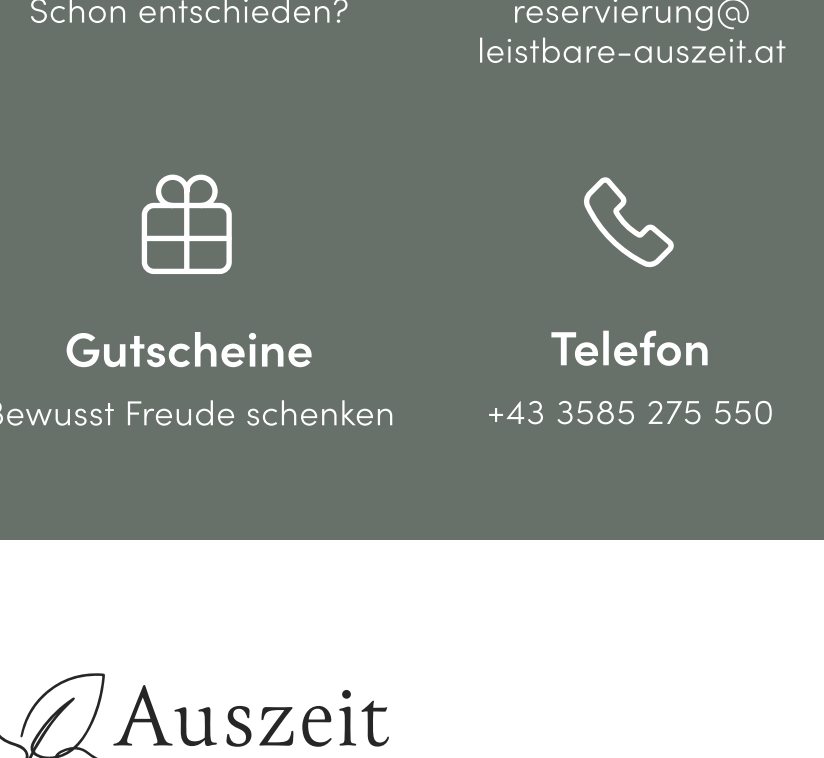 Schon entschieden?
reservierung@
leistbare-auszeit.at
Gutscheine
Bewusst Freude schenken
Telefon
+43 3585 275 550
Auszeit